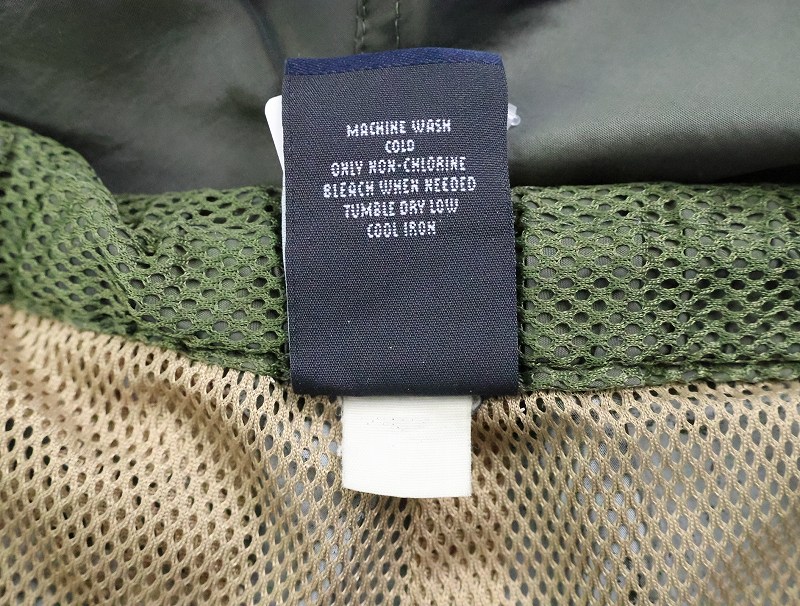 MACHINE WASH
COLD
ONLY NON-CHLORINE
BLEACH WHEN NEEDED
TUMBLE DRY LOW
COOL IRON